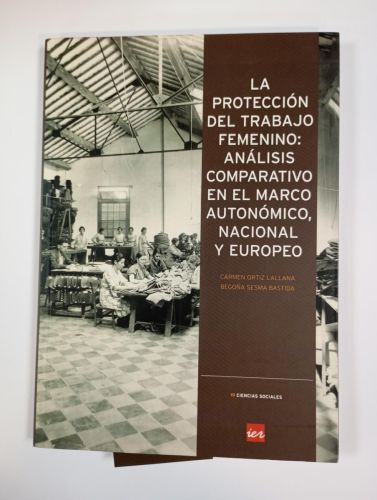 LA
PROTECCIÓN
DEL TRABAJO
FEMENINO:
ANÁLISIS
COMPARATIVO
EN EL MARCO
AUTONÓMICO,
NACIONAL
Y EUROPEO
CARMEN ORTIZ LALLANA
BEGOÑA SESMA BASTIDA
CIENCIAS SOCIALES
ier